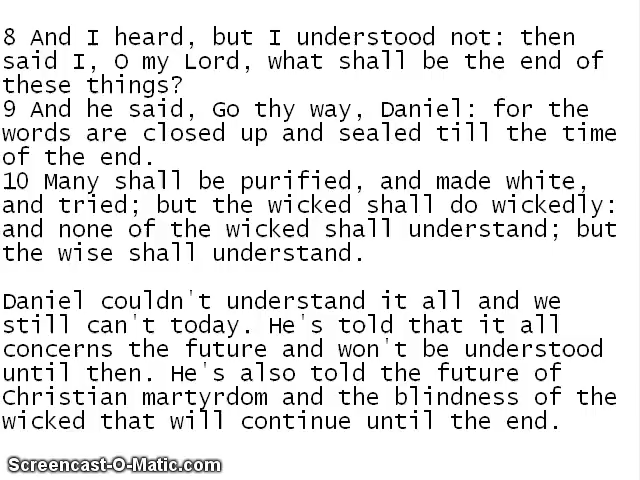 8 And I heard, but I understood not: then
said I, O my Lord, what shall be the end of
these things?
9 And he said, Go thy way, Daniel: for the
words are closed up and sealed till the time
of the end.
10 Many shall be purified, and made white,
and tried; but the wicked shall do wickedly:
and none of the wicked shall understand; but
the wise shall understand.
Daniel couldn't understand it all and we
still can't today. He's told that it all
concerns the future and won't be understood
until then. He's also told the future of
Christian martyrdom and the blindness of the
wicked that will continue until the end.
Screencast-O-Matic.com